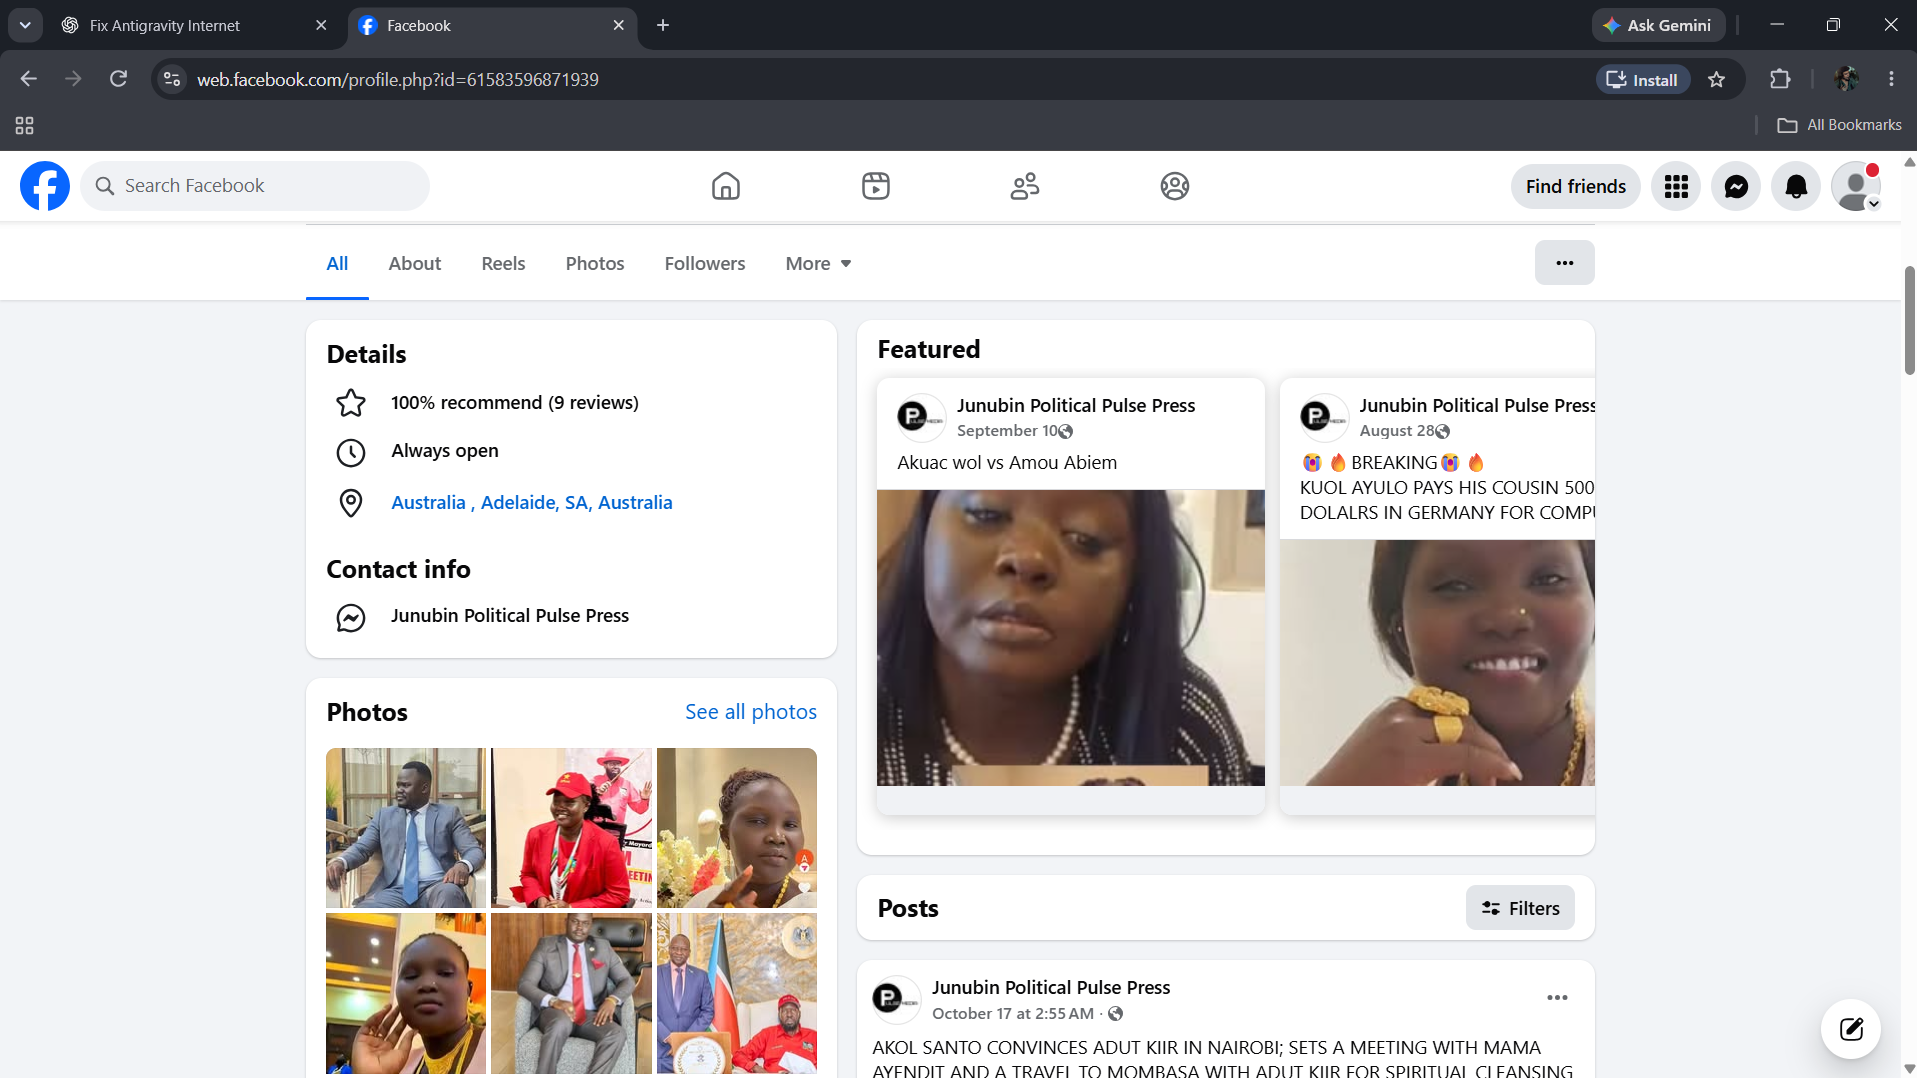 Fix Antigravity Internet
Facebook
Ask Gemini
web.facebook.com/profile.php?id=61583596871939
Install
All Bookmarks
Search Facebook
Find friends
All
About
Reels
Photos
Followers
More
Details
100% recommend (9 reviews)
Always open
Australia , Adelaide, SA, Australia
Contact info
Junubin Political Pulse Press
Photos
See all photos
Featured
Junubin Political Pulse Press
September 10
Akuac wol vs Amou Abiem
Junubin Political Pulse Press
August 28
😭🔥BREAKING😭🔥
KUOL AYULO PAYS HIS COUSIN 500
DOLALRS IN GERMANY FOR COMPU
Posts
Filters
Junubin Political Pulse Press
October 17 at 2:55 AM ·
AKOL SANTO CONVINCES ADUT KIIR IN NAIROBI; SETS A MEETING WITH MAMA
AYENDIT AND A TRAVEL TO MOMBASA WITH ADUT KIIR FOR SPIRITUAL CLEANSING